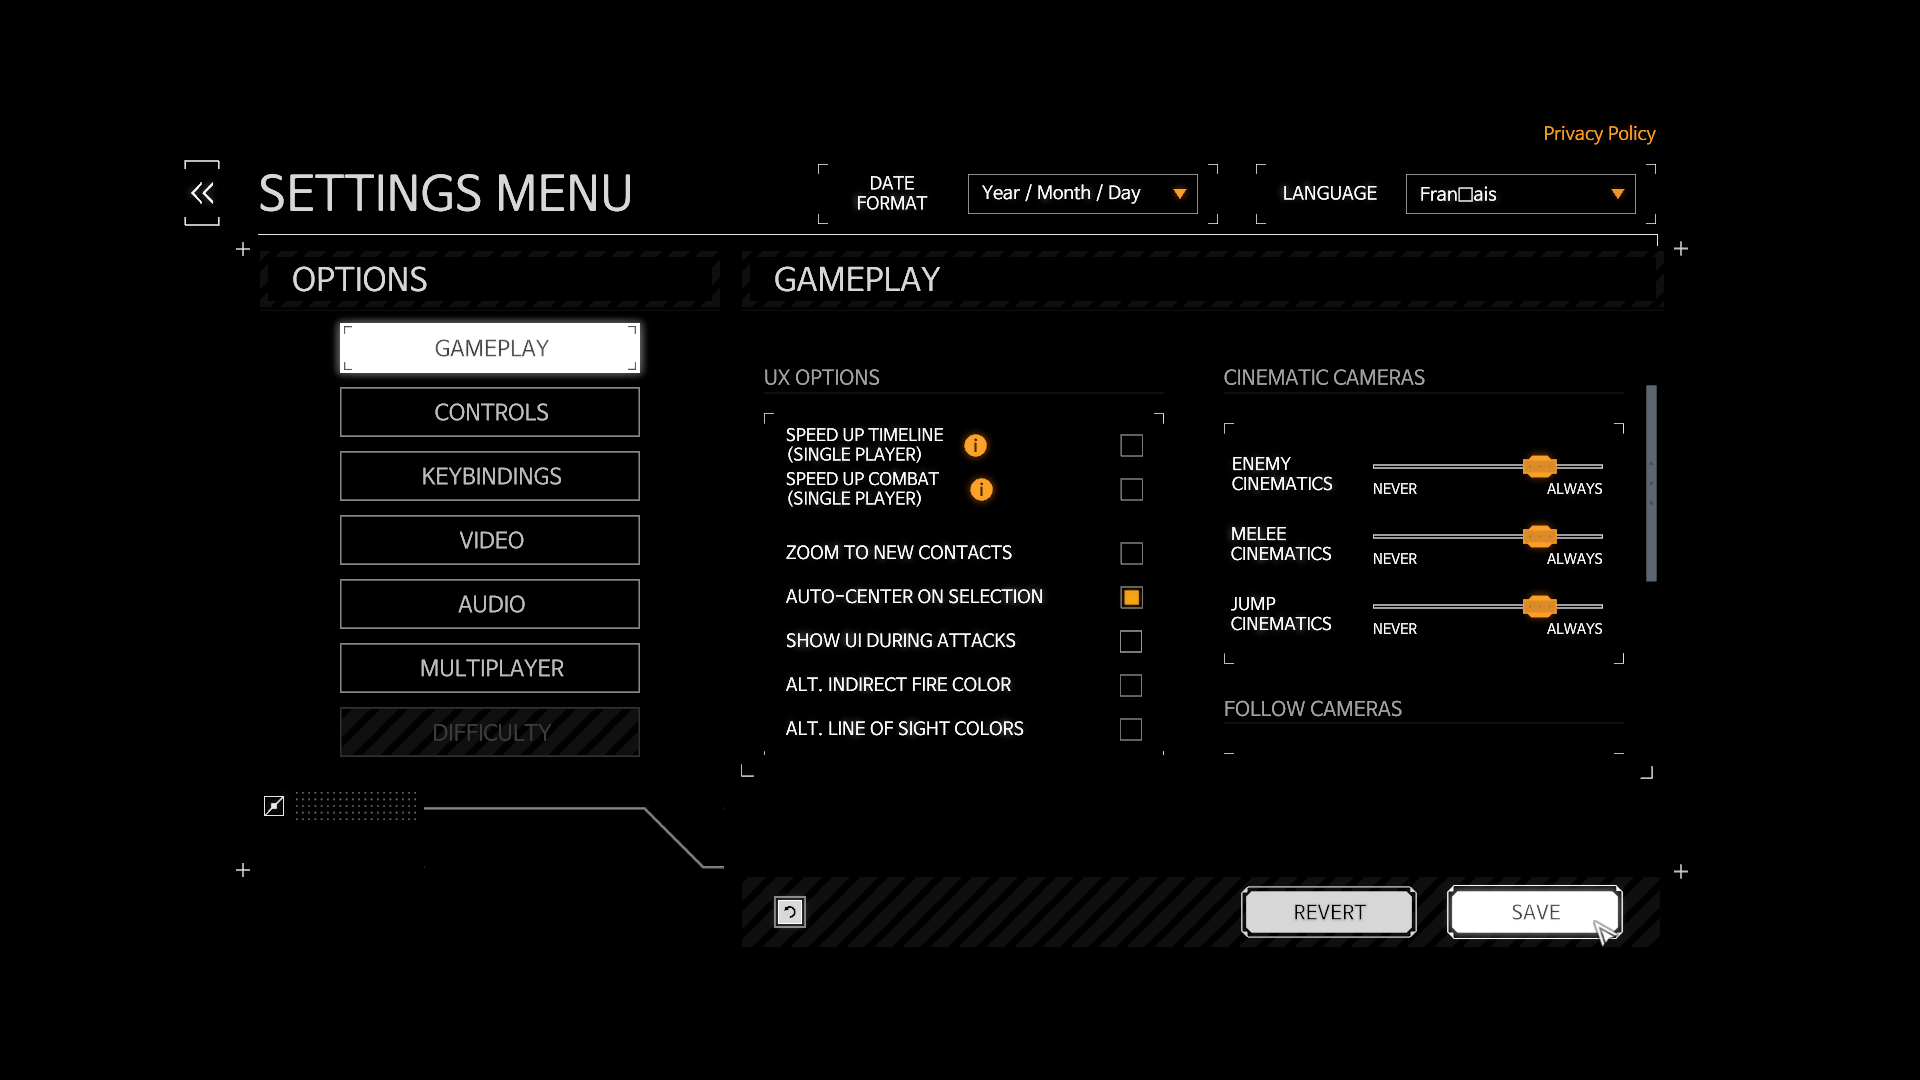 Privacy Policy
SETTINGS MENU
DATE
FORMAT
Year / Month / Day
LANGUAGE
Fran□ais
OPTIONS
GAMEPLAY
CONTROLS
KEYBINDINGS
VIDEO
AUDIO
MULTIPLAYER
DIFFICULTY
GAMEPLAY
UX OPTIONS
SPEED UP TIMELINE
(SINGLE PLAYER)
SPEED UP COMBAT
(SINGLE PLAYER)
ZOOM TO NEW CONTACTS
AUTO-CENTER ON SELECTION
SHOW UI DURING ATTACKS
ALT. INDIRECT FIRE COLOR
ALT. LINE OF SIGHT COLORS
CINEMATIC CAMERAS
ENEMY
CINEMATICS
NEVER ALWAYS
MELEE
CINEMATICS
NEVER ALWAYS
JUMP
CINEMATICS
NEVER ALWAYS
FOLLOW CAMERAS
REVERT
SAVE